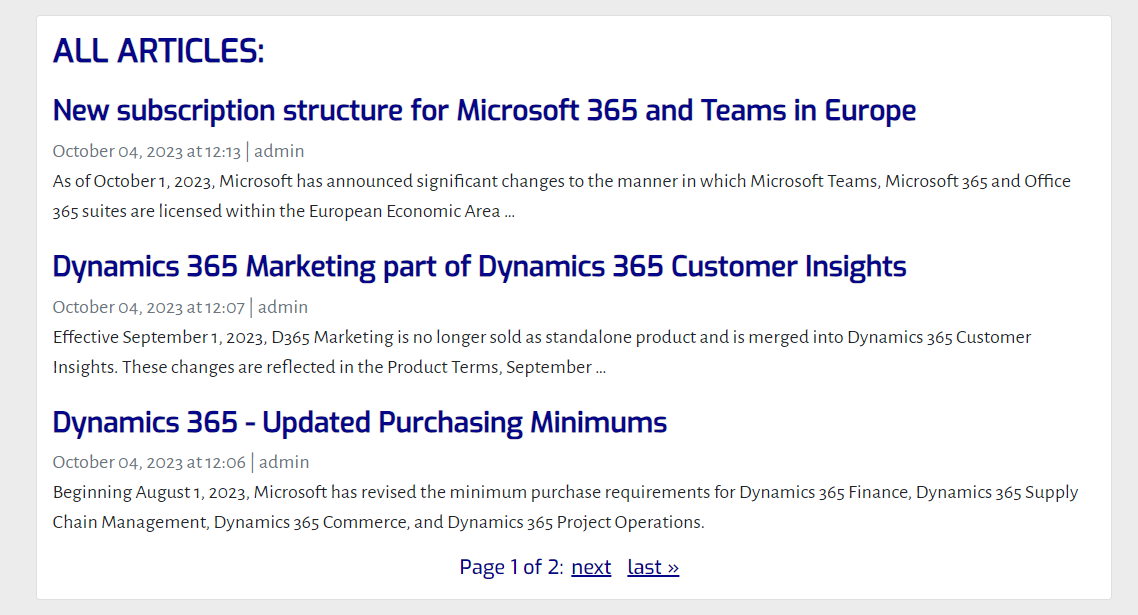 ALL ARTICLES:
New subscription structure for Microsoft 365 and Teams in Europe
October 04, 2023 at 12:13 | admin
As of October 1, 2023, Microsoft has announced significant changes to the manner in which Microsoft Teams, Microsoft 365 and Office
365 suites are licensed within the European Economic Area ...
Dynamics 365 Marketing part of Dynamics 365 Customer Insights
October 04, 2023 at 12:07 | admin
Effective September 1, 2023, D365 Marketing is no longer sold as standalone product and is merged into Dynamics 365 Customer
Insights. These changes are reflected in the Product Terms, September ...
Dynamics 365 - Updated Purchasing Minimums
October 04, 2023 at 12:06 | admin
Beginning August 1, 2023, Microsoft has revised the minimum purchase requirements for Dynamics 365 Finance, Dynamics 365 Supply
Chain Management, Dynamics 365 Commerce, and Dynamics 365 Project Operations.
Page 1 of 2: next last »